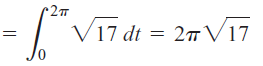 = ∫₀^{2π} √17 dt = 2π√17